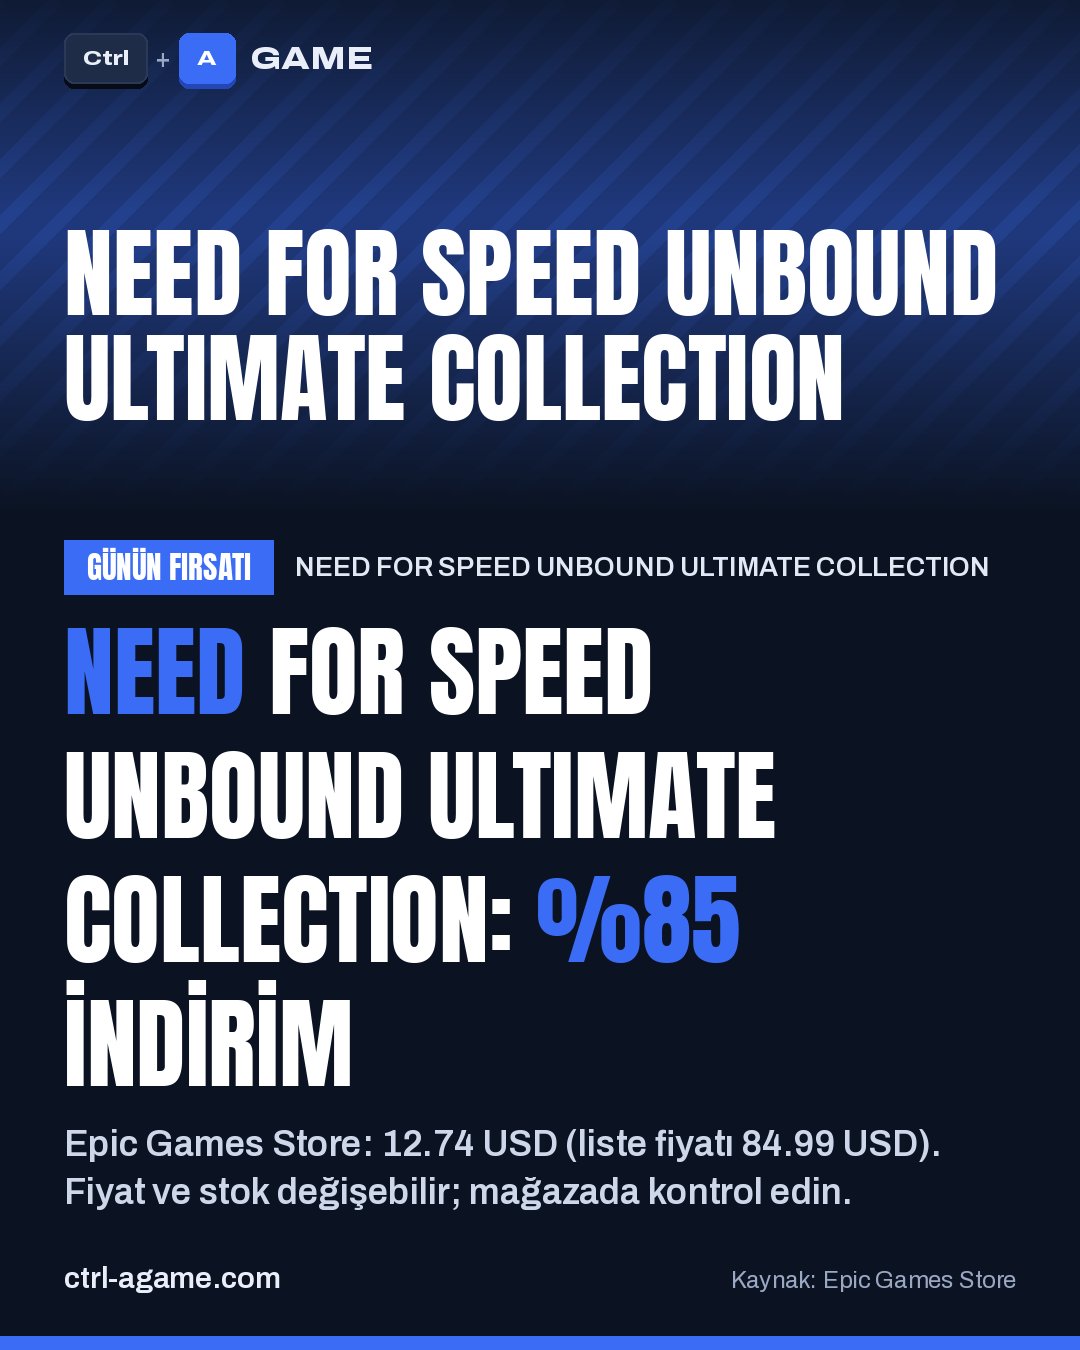 Ctrl + A GAME
NEED FOR SPEED UNBOUND
ULTIMATE COLLECTION
GÜNÜN FIRSATI NEED FOR SPEED UNBOUND ULTIMATE COLLECTION
NEED FOR SPEED
UNBOUND ULTIMATE
COLLECTION: %85
İNDİRİM
Epic Games Store: 12.74 USD (liste fiyatı 84.99 USD).
Fiyat ve stok değişebilir; mağazada kontrol edin.
ctrl-agame.com Kaynak: Epic Games Store